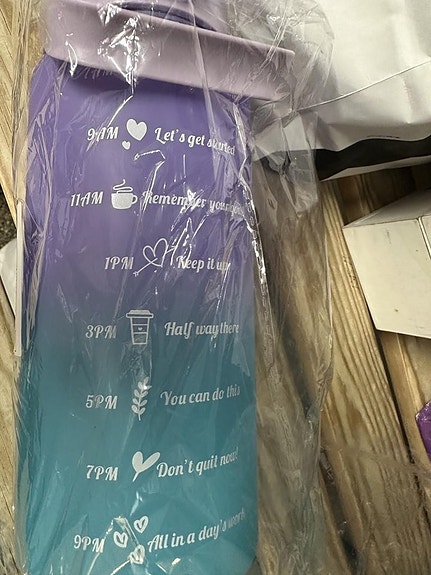 9AM Let's get started
11AM Remember your
1PM Keep it up
3PM Half way there
5PM You can do this
7PM Don't quit now
9PM All in a day's work